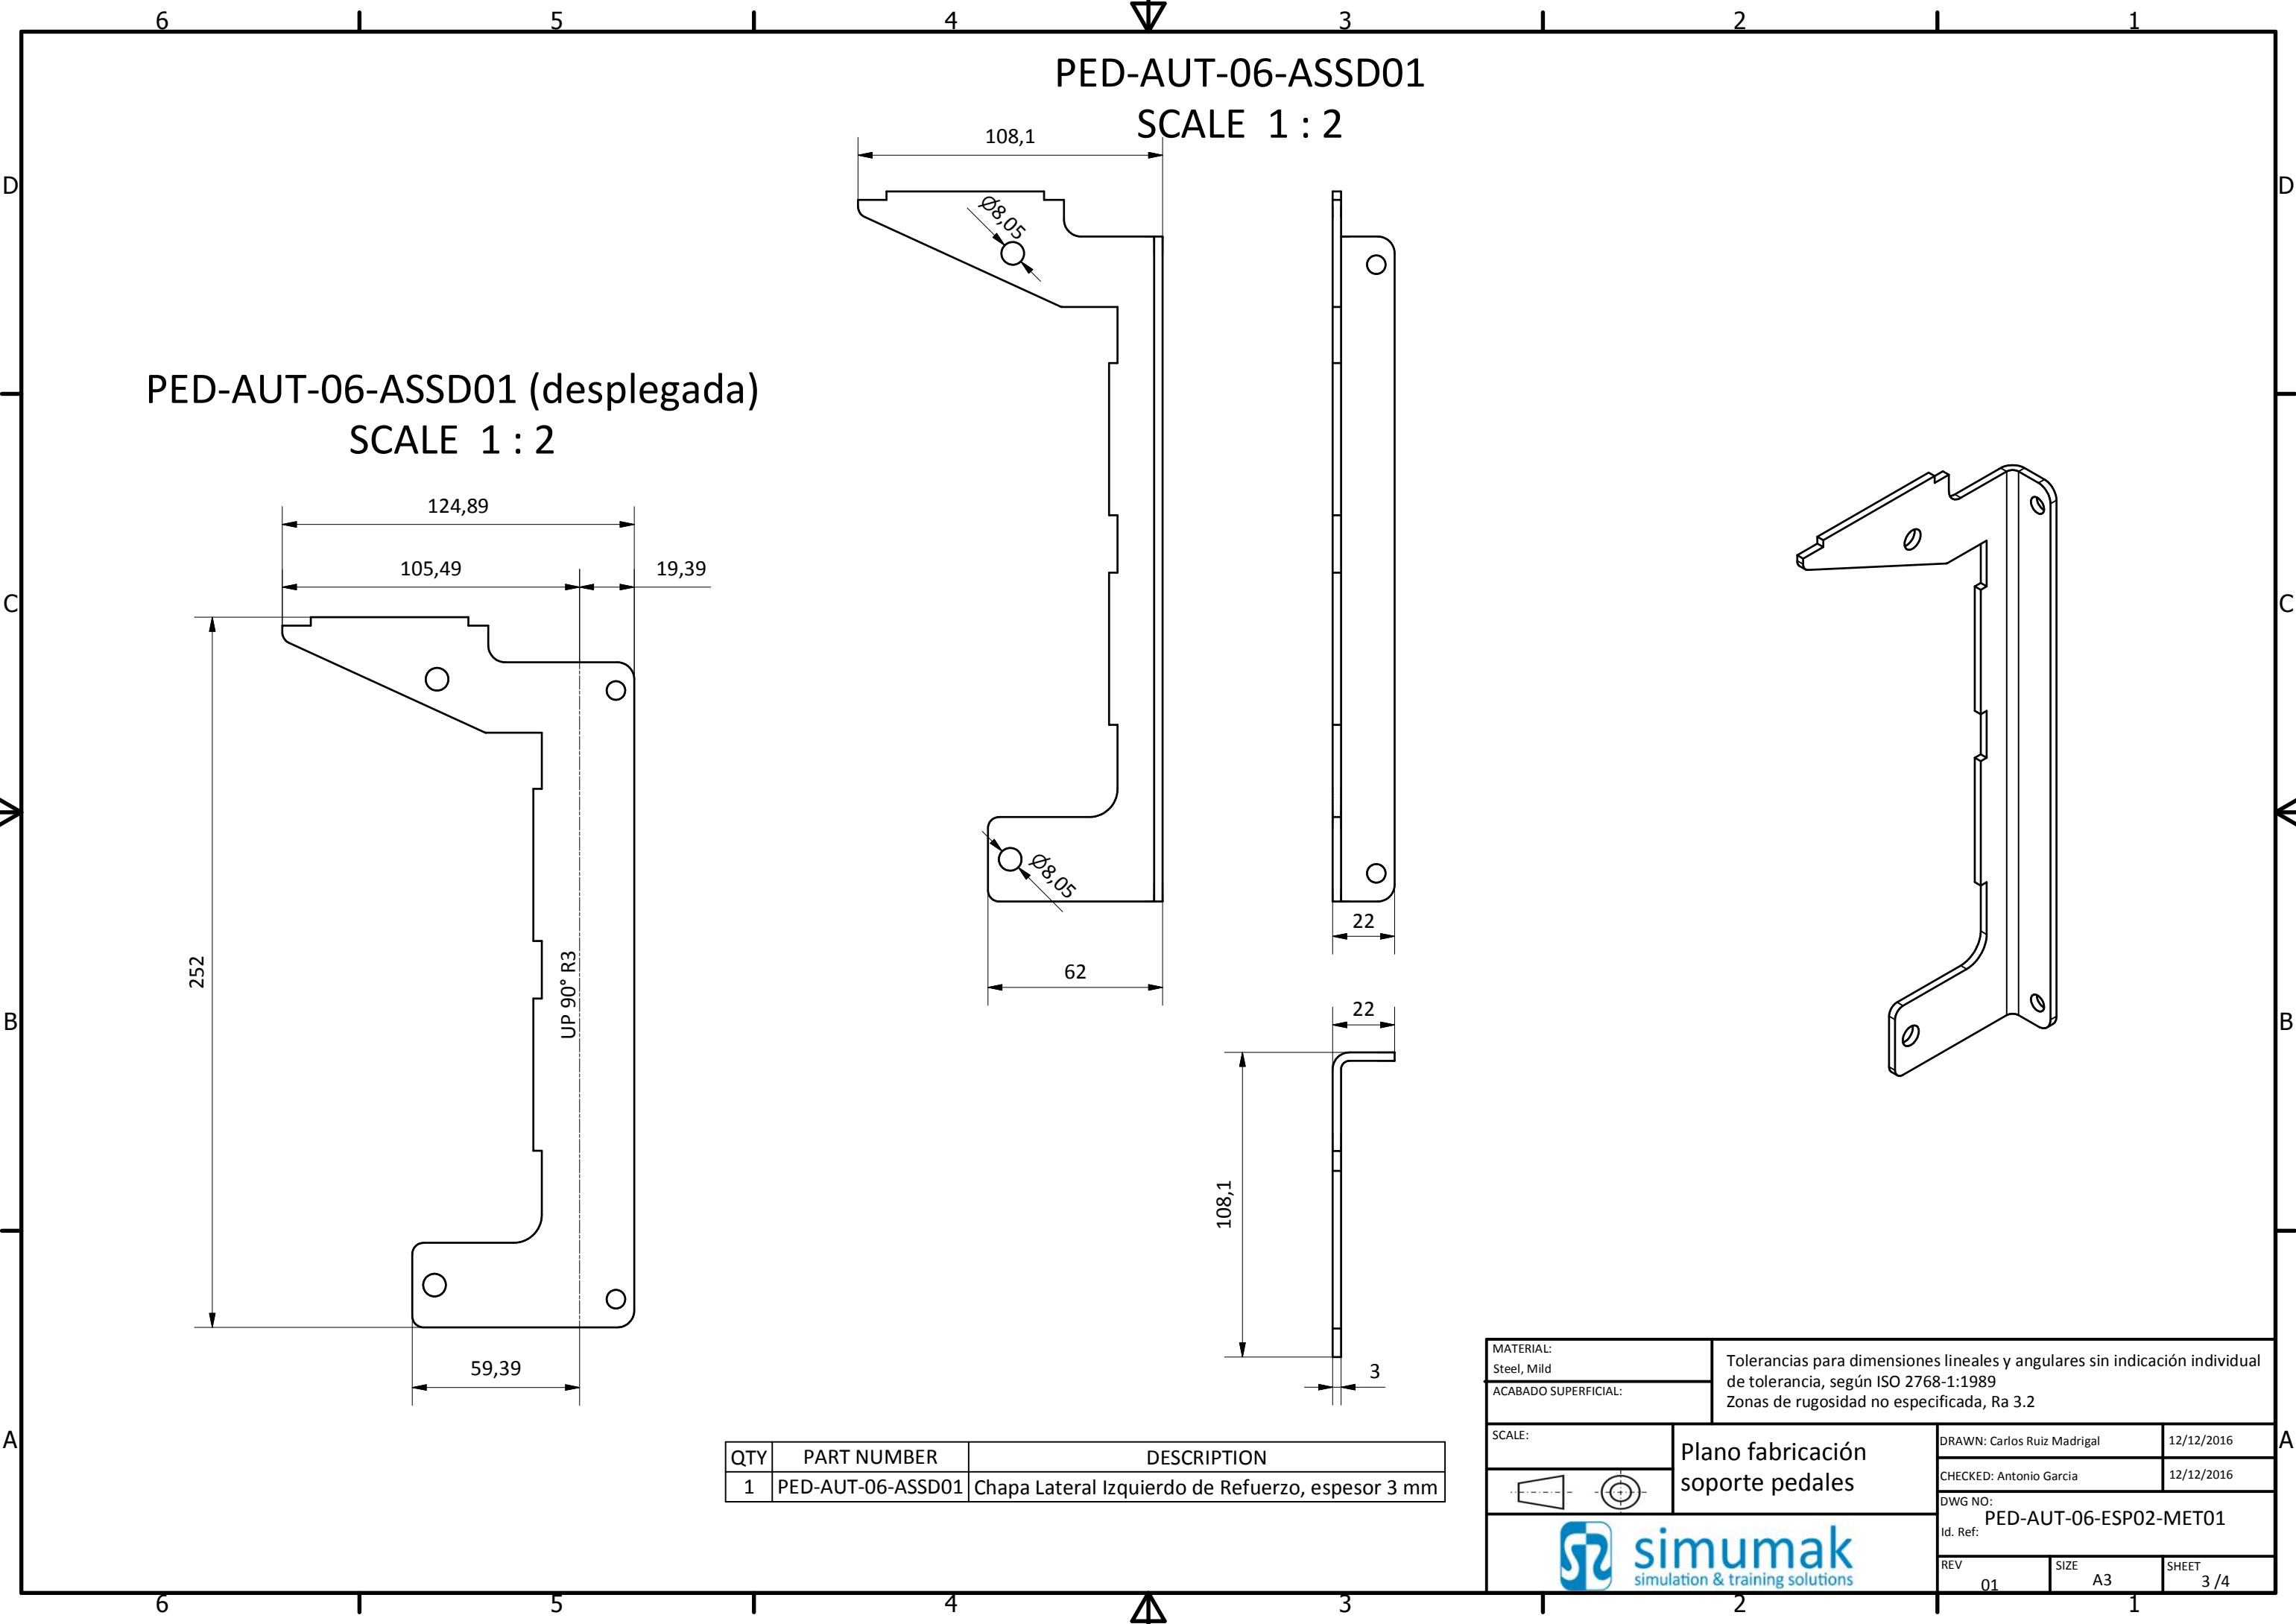 6 5 4 3 2 1
D D
C C
B B
A A
PED-AUT-06-ASSD01
SCALE 1 : 2
108,1
Ø8,05
Ø8,05
62
22
22
108,1
3
PED-AUT-06-ASSD01 (desplegada)
SCALE 1 : 2
124,89
105,49 19,39
252
UP 90° R3
59,39
QTY PART NUMBER DESCRIPTION
1 PED-AUT-06-ASSD01 Chapa Lateral Izquierdo de Refuerzo, espesor 3 mm
MATERIAL:
Steel, Mild
ACABADO SUPERFICIAL:
Tolerancias para dimensiones lineales y angulares sin indicación individual
de tolerancia, según ISO 2768-1:1989
Zonas de rugosidad no especificada, Ra 3.2
SCALE:
Plano fabricación
soporte pedales
DRAWN: Carlos Ruiz Madrigal 12/12/2016
CHECKED: Antonio Garcia 12/12/2016
DWG NO:
PED-AUT-06-ESP02-MET01
Id. Ref:
REV 01
SIZE A3
SHEET 3 /4
simumak
simulation & training solutions
6 5 4 3 2 1